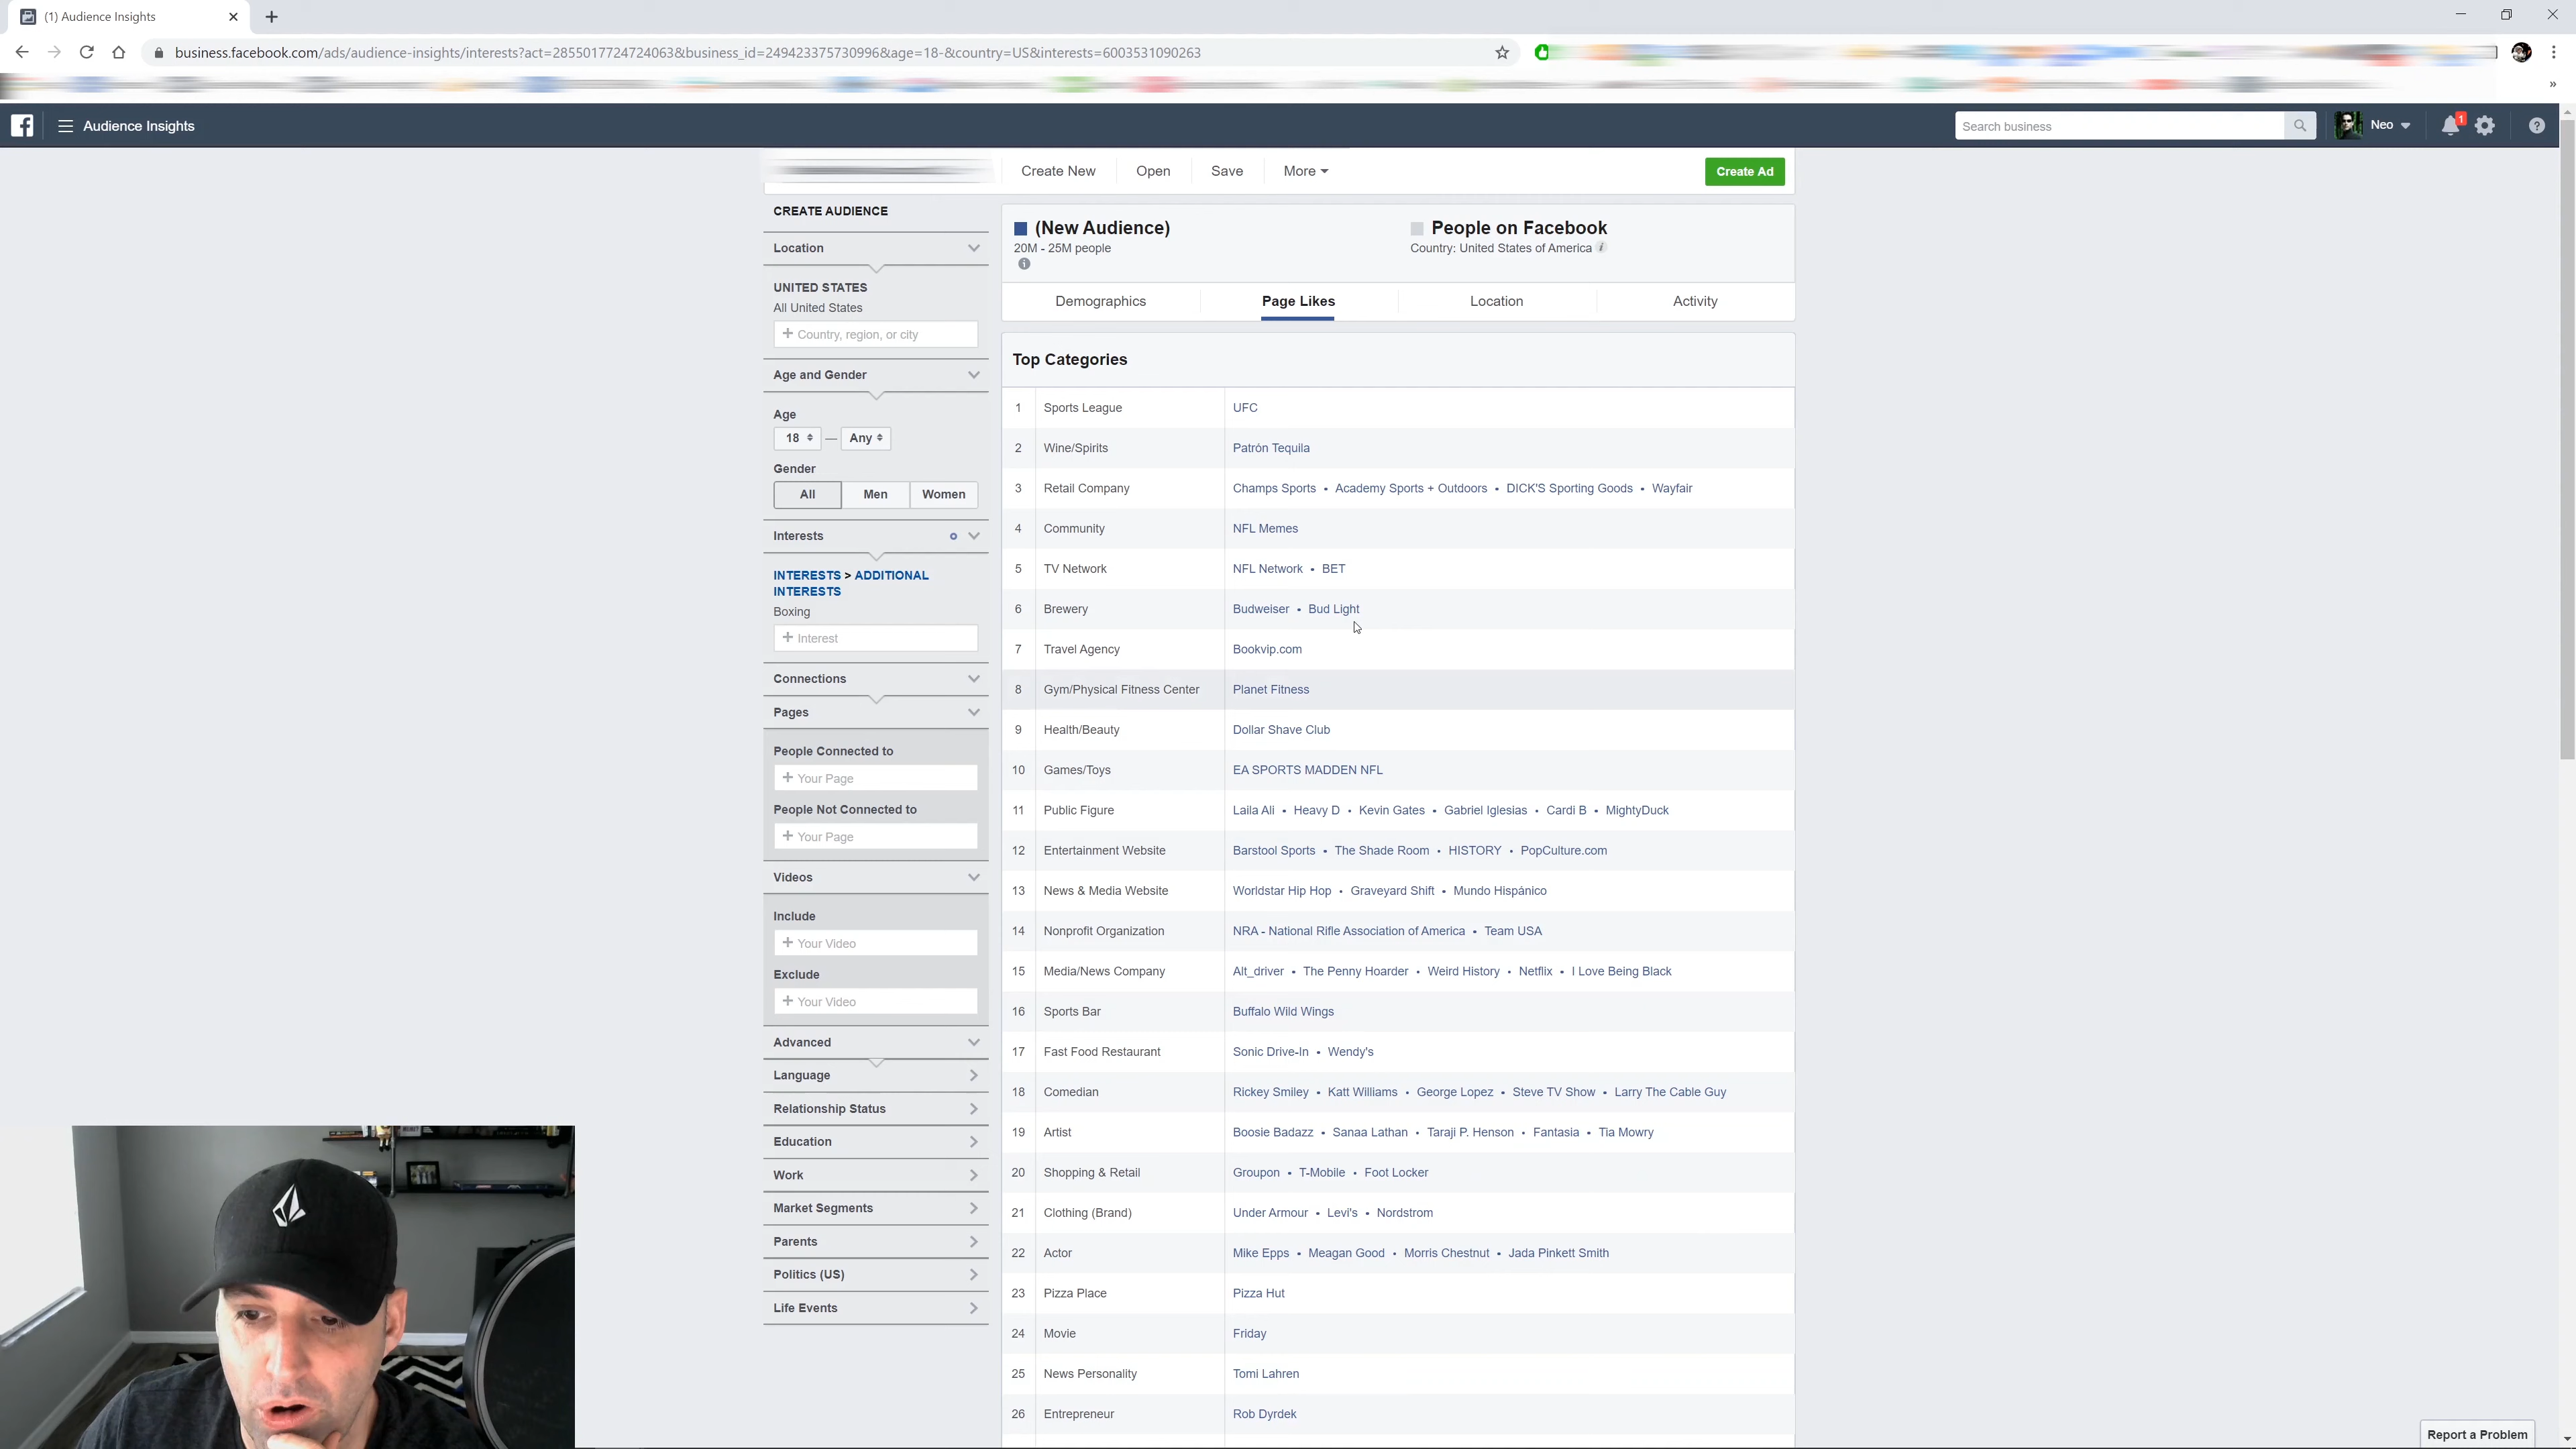 (1) Audience Insights
business.facebook.com/ads/audience-insights/interests?act=2855017724724063&business_id=249423375730996&age=18-&country=US&interests=6003531090263
Audience Insights
Search business
Neo
1
Create New
Open
Save
More
Create Ad
CREATE AUDIENCE
Location
UNITED STATES
All United States
+ Country, region, or city
Age and Gender
Age
18 — Any
Gender
All Men Women
Interests
INTERESTS > ADDITIONAL
INTERESTS
Boxing
+ Interest
Connections
Pages
People Connected to
+ Your Page
People Not Connected to
+ Your Page
Videos
Include
+ Your Video
Exclude
+ Your Video
Advanced
Language
Relationship Status
Education
Work
Market Segments
Parents
Politics (US)
Life Events
(New Audience)
20M - 25M people
People on Facebook
Country: United States of America
Demographics Page Likes Location Activity
Top Categories
1 Sports League UFC
2 Wine/Spirits Patrón Tequila
3 Retail Company Champs Sports • Academy Sports + Outdoors • DICK'S Sporting Goods • Wayfair
4 Community NFL Memes
5 TV Network NFL Network • BET
6 Brewery Budweiser • Bud Light
7 Travel Agency Bookvip.com
8 Gym/Physical Fitness Center Planet Fitness
9 Health/Beauty Dollar Shave Club
10 Games/Toys EA SPORTS MADDEN NFL
11 Public Figure Laila Ali • Heavy D • Kevin Gates • Gabriel Iglesias • Cardi B • MightyDuck
12 Entertainment Website Barstool Sports • The Shade Room • HISTORY • PopCulture.com
13 News & Media Website Worldstar Hip Hop • Graveyard Shift • Mundo Hispánico
14 Nonprofit Organization NRA - National Rifle Association of America • Team USA
15 Media/News Company Alt_driver • The Penny Hoarder • Weird History • Netflix • I Love Being Black
16 Sports Bar Buffalo Wild Wings
17 Fast Food Restaurant Sonic Drive-In • Wendy's
18 Comedian Rickey Smiley • Katt Williams • George Lopez • Steve TV Show • Larry The Cable Guy
19 Artist Boosie Badazz • Sanaa Lathan • Taraji P. Henson • Fantasia • Tia Mowry
20 Shopping & Retail Groupon • T-Mobile • Foot Locker
21 Clothing (Brand) Under Armour • Levi's • Nordstrom
22 Actor Mike Epps • Meagan Good • Morris Chestnut • Jada Pinkett Smith
23 Pizza Place Pizza Hut
24 Movie Friday
25 News Personality Tomi Lahren
26 Entrepreneur Rob Dyrdek
Report a Problem